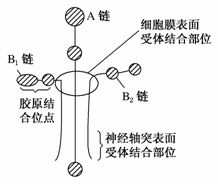 A 链
细胞膜表面
受体结合部位
B₁ 链
胶原结
合位点
B₂ 链
神经轴突表面
受体结合部位